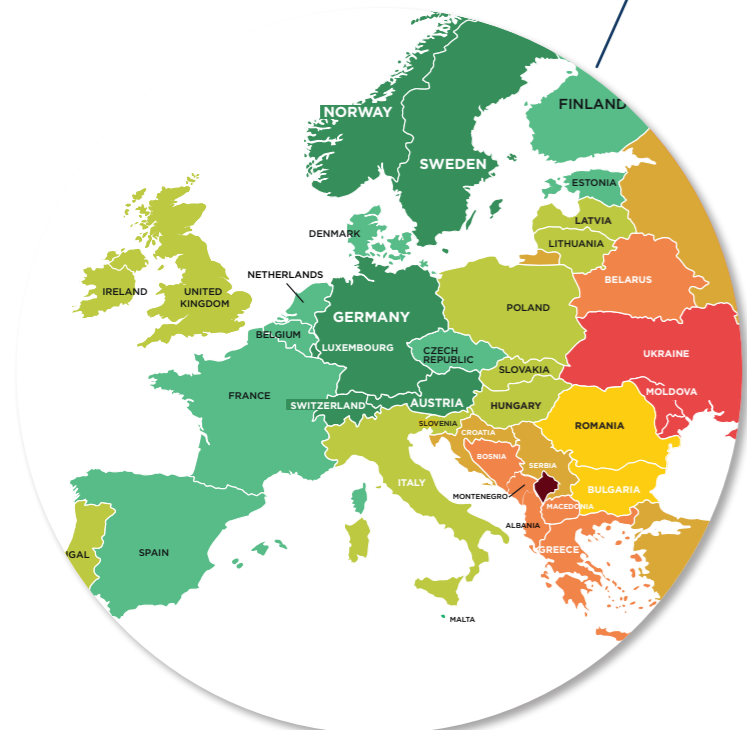 FINLAND
NORWAY
SWEDEN
ESTONIA
LATVIA
DENMARK
LITHUANIA
NETHERLANDS
BELARUS
IRELAND
UNITED
KINGDOM
POLAND
GERMANY
BELGIUM
LUXEMBOURG
CZECH
REPUBLIC
UKRAINE
SLOVAKIA
FRANCE
MOLDOVA
SWITZERLAND
AUSTRIA
HUNGARY
SLOVENIA
ROMANIA
CROATIA
BOSNIA
SERBIA
ITALY
BULGARIA
MONTENEGRO
MACEDONIA
ALBANIA
GREECE
GAL
SPAIN
MALTA